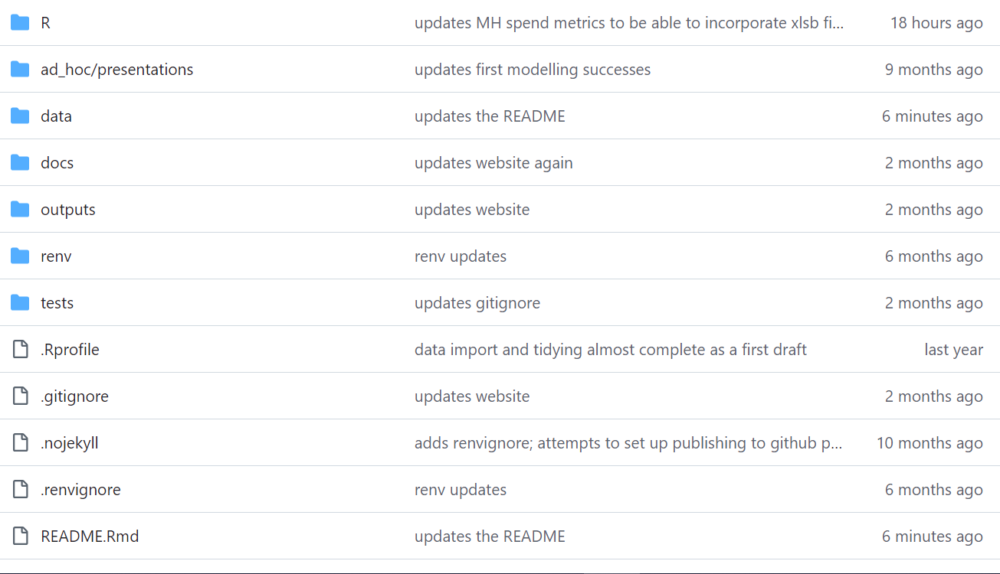 R updates MH spend metrics to be able to incorporate xlsb fi... 18 hours ago
ad_hoc/presentations updates first modelling successes 9 months ago
data updates the README 6 minutes ago
docs updates website again 2 months ago
outputs updates website 2 months ago
renv renv updates 6 months ago
tests updates gitignore 2 months ago
.Rprofile data import and tidying almost complete as a first draft last year
.gitignore updates website 2 months ago
.nojekyll adds renvignore; attempts to set up publishing to github p... 10 months ago
.renvignore renv updates 6 months ago
README.Rmd updates the README 6 minutes ago